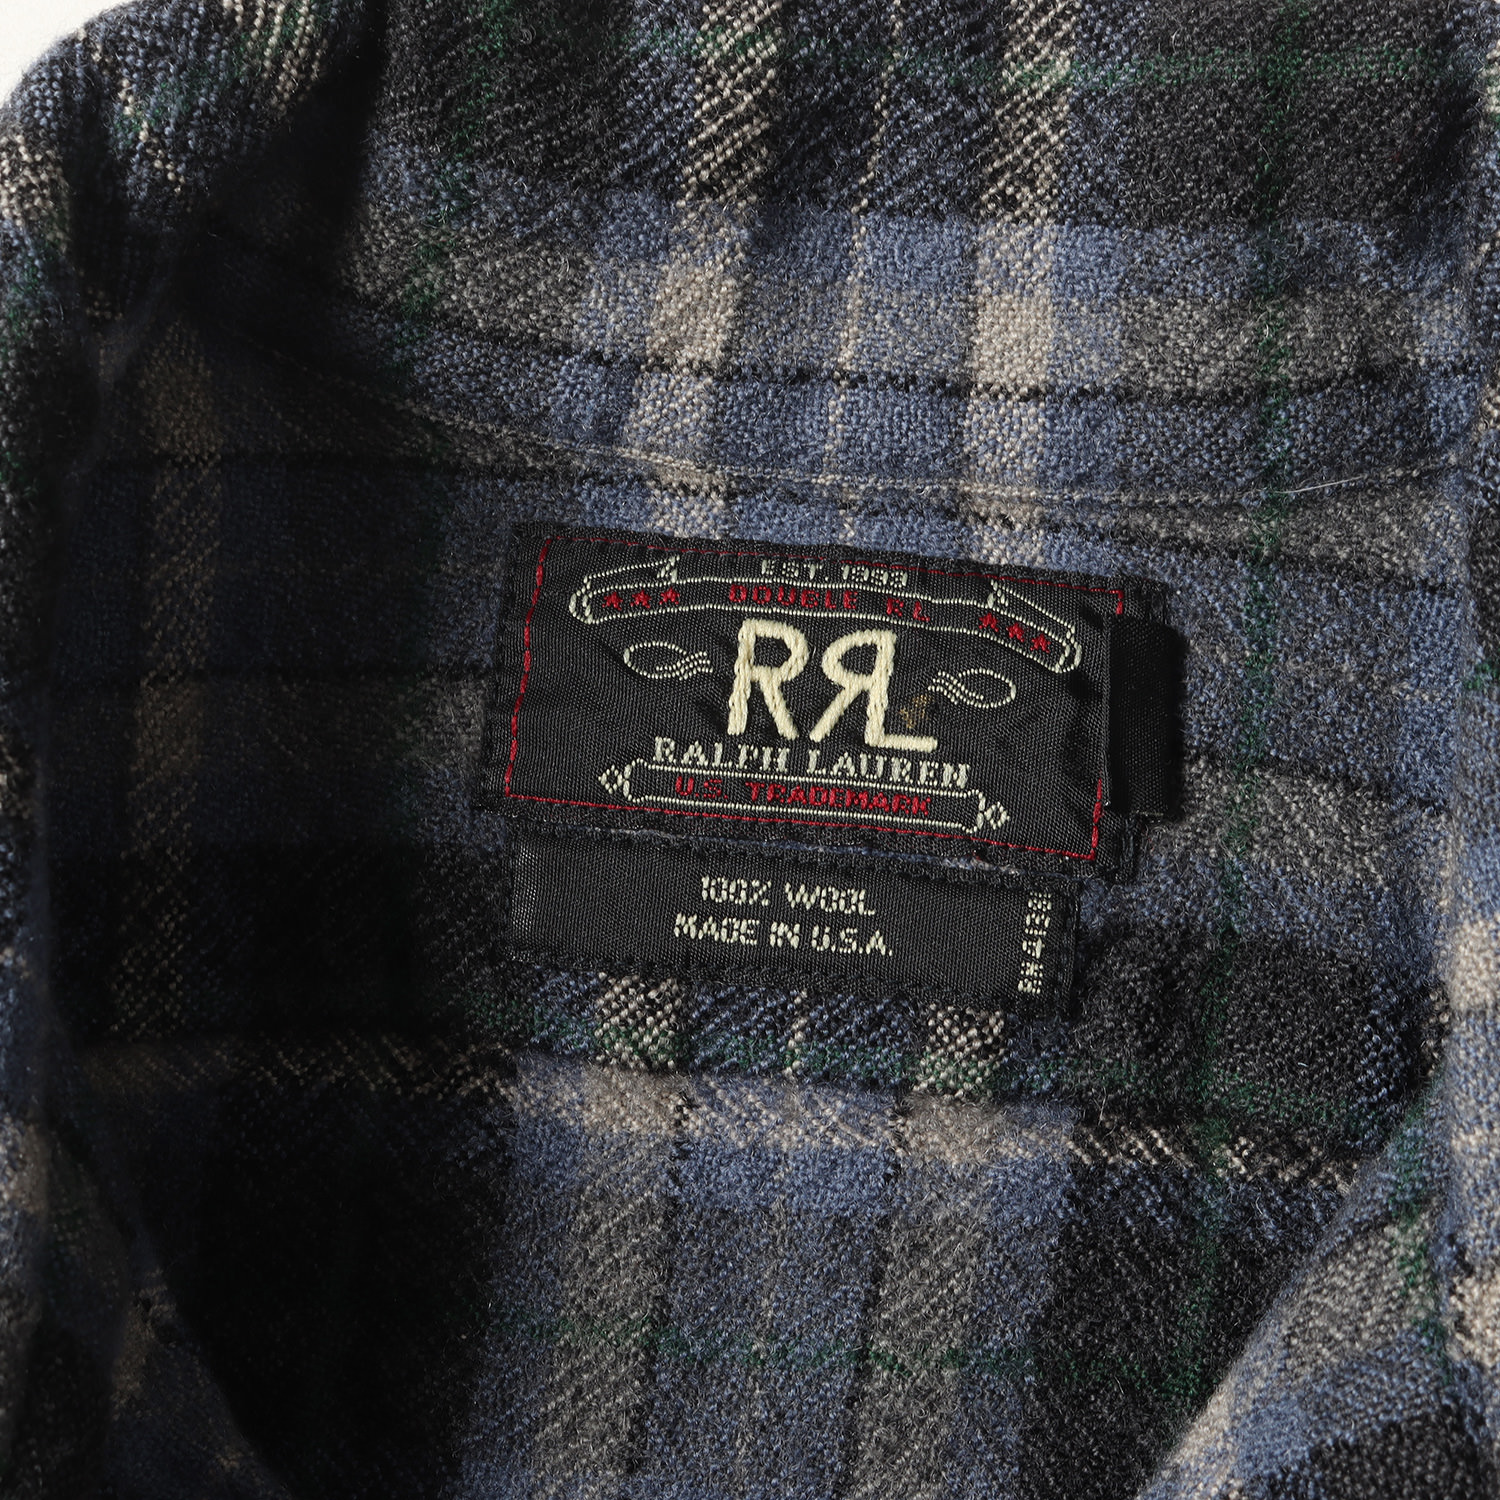 EST. 1993
★★★ DOUBLE RL ★★★
RRL
RALPH LAUREN
U.S. TRADEMARK
100% WOOL
MADE IN U.S.A.